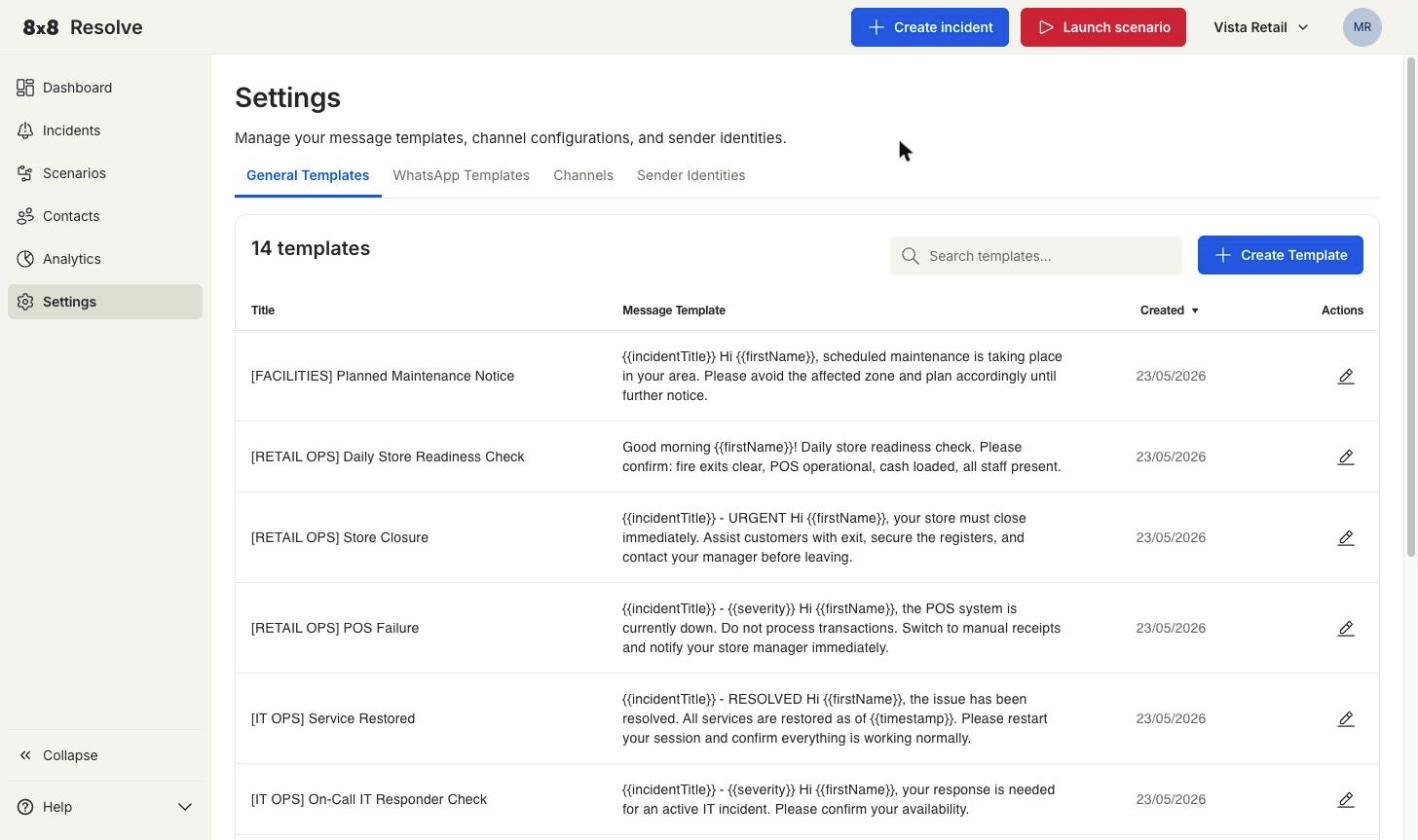 8x8 Resolve
Create incident
Launch scenario
Vista Retail
MR
Dashboard
Incidents
Scenarios
Contacts
Analytics
Settings
Collapse
Help
Settings
Manage your message templates, channel configurations, and sender identities.
General Templates
WhatsApp Templates
Channels
Sender Identities
14 templates
Search templates...
Create Template
Title
Message Template
Created
Actions
[FACILITIES] Planned Maintenance Notice
{{incidentTitle}} Hi {{firstName}}, scheduled maintenance is taking place
in your area. Please avoid the affected zone and plan accordingly until
further notice.
23/05/2026
[RETAIL OPS] Daily Store Readiness Check
Good morning {{firstName}}! Daily store readiness check. Please
confirm: fire exits clear, POS operational, cash loaded, all staff present.
23/05/2026
[RETAIL OPS] Store Closure
{{incidentTitle}} - URGENT Hi {{firstName}}, your store must close
immediately. Assist customers with exit, secure the registers, and
contact your manager before leaving.
23/05/2026
[RETAIL OPS] POS Failure
{{incidentTitle}} - {{severity}} Hi {{firstName}}, the POS system is
currently down. Do not process transactions. Switch to manual receipts
and notify your store manager immediately.
23/05/2026
[IT OPS] Service Restored
{{incidentTitle}} - RESOLVED Hi {{firstName}}, the issue has been
resolved. All services are restored as of {{timestamp}}. Please restart
your session and confirm everything is working normally.
23/05/2026
[IT OPS] On-Call IT Responder Check
{{incidentTitle}} - {{severity}} Hi {{firstName}}, your response is needed
for an active IT incident. Please confirm your availability.
23/05/2026